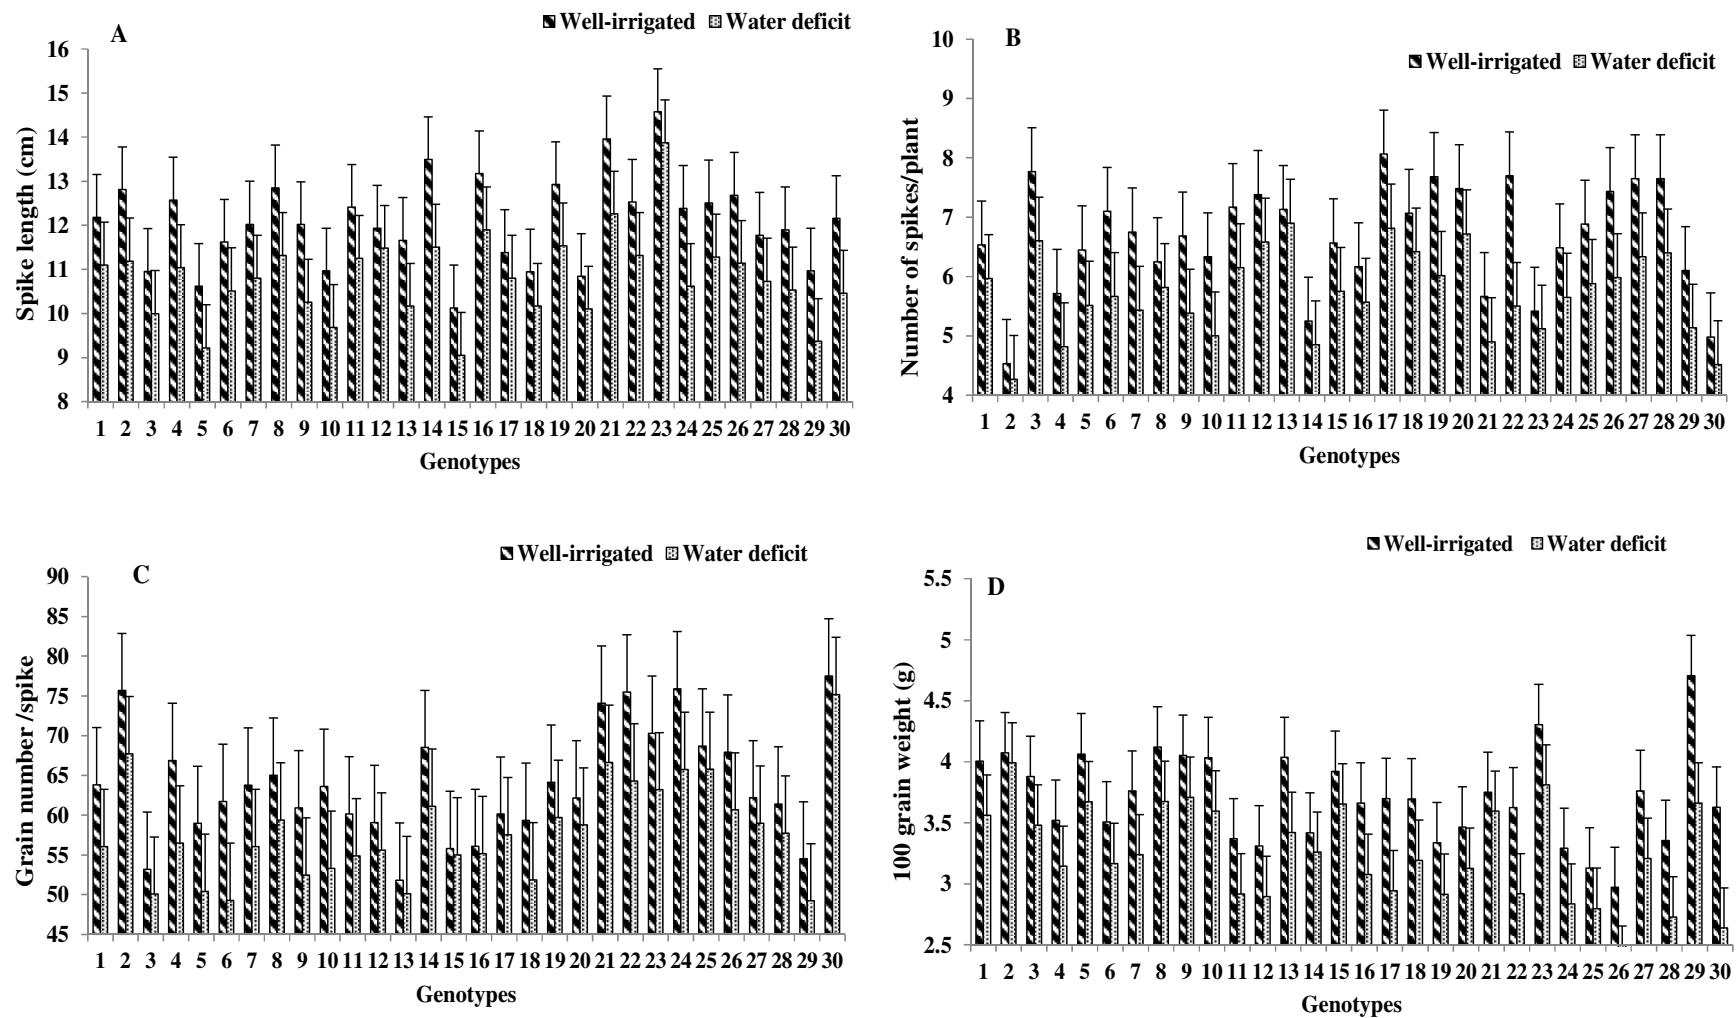 A
Well-irrigated Water deficit
16
15
14
13
12
11
10
9
8
Spike length (cm)
1 2 3 4 5 6 7 8 9 10 11 12 13 14 15 16 17 18 19 20 21 22 23 24 25 26 27 28 29 30
Genotypes
B
Well-irrigated Water deficit
10
9
8
7
6
5
4
Number of spikes/plant
1 2 3 4 5 6 7 8 9 10 11 12 13 14 15 16 17 18 19 20 21 22 23 24 25 26 27 28 29 30
Genotypes
C
Well-irrigated Water deficit
90
85
80
75
70
65
60
55
50
45
Grain number /spike
1 2 3 4 5 6 7 8 9 10 11 12 13 14 15 16 17 18 19 20 21 22 23 24 25 26 27 28 29 30
Genotypes
D
Well-irrigated Water deficit
5.5
5
4.5
4
3.5
3
2.5
100 grain weight (g)
1 2 3 4 5 6 7 8 9 10 11 12 13 14 15 16 17 18 19 20 21 22 23 24 25 26 27 28 29 30
Genotypes